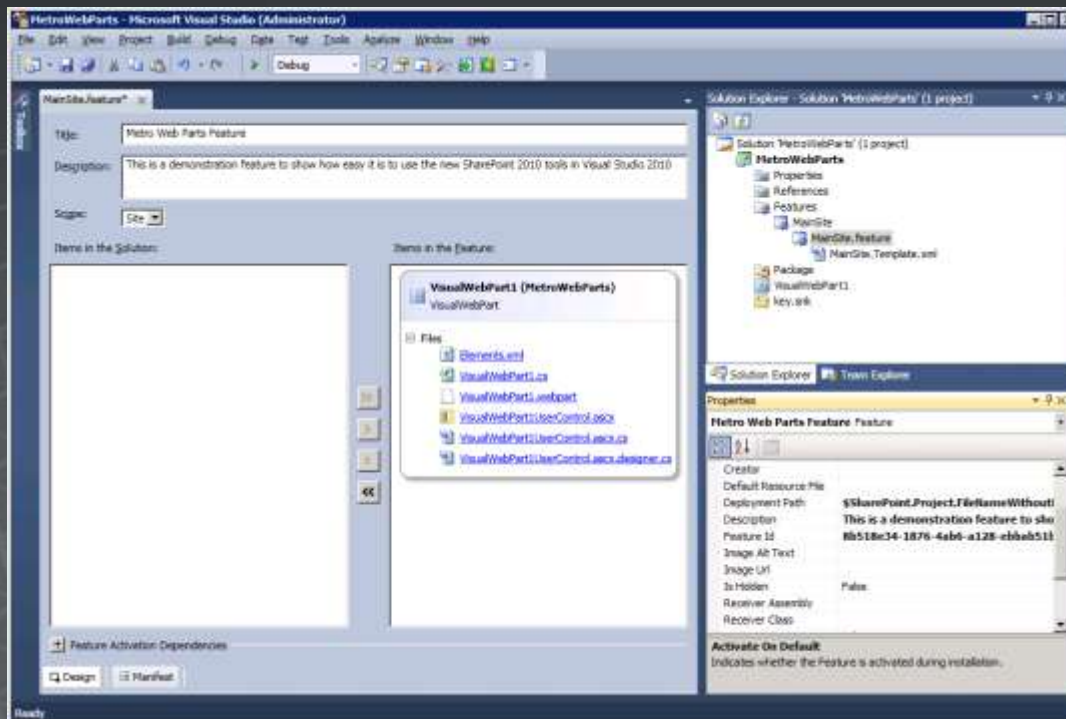 MetroWebParts - Microsoft Visual Studio (Administrator)
File Edit View Project Build Debug Data Test Tools Analyze Window Help
Debug
MainSite.feature*
Toolbox
Title: Metro Web Parts Feature
Description: This is a demonstration feature to show how easy it is to use the new SharePoint 2010 tools in Visual Studio 2010
Scope: Site
Items in the Solution:
Items in the Feature:
VisualWebPart1 (MetroWebParts)
VisualWebPart
Files
Elements.xml
VisualWebPart1.cs
VisualWebPart1.webpart
VisualWebPart1UserControl.ascx
VisualWebPart1UserControl.ascx.cs
VisualWebPart1UserControl.ascx.designer.cs
Feature Activation Dependencies
Design Manifest
Ready
Solution Explorer - Solution 'MetroWebParts' (1 project)
Solution 'MetroWebParts' (1 project)
MetroWebParts
Properties
References
Features
MainSite
MainSite.feature
MainSite.Template.xml
Package
VisualWebPart1
key.snk
Solution Explorer Team Explorer
Properties
Metro Web Parts Feature Feature
Creator
Default Resource File
Deployment Path $SharePoint.Project.FileNameWithoutE
Description This is a demonstration feature to sho
Feature Id 8b518e34-1876-4ab6-a128-ebbab51b
Image Alt Text
Image Url
Is Hidden False
Receiver Assembly
Receiver Class
Activate On Default
Indicates whether the Feature is activated during installation.